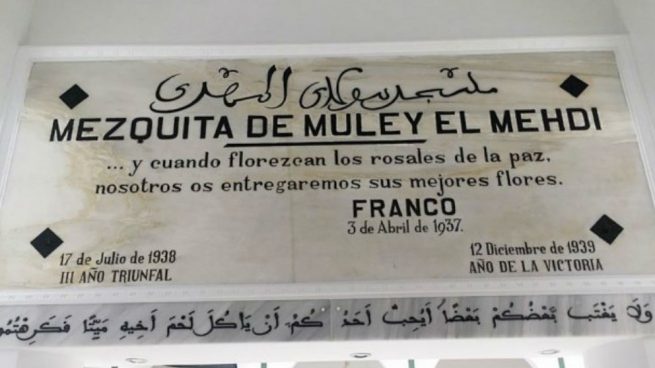 مسجد مولاي المهدي
MEZQUITA DE MULEY EL MEHDI
... y cuando florezcan los rosales de la paz,
nosotros os entregaremos sus mejores flores.
FRANCO
3 de Abril de 1937.
17 de Julio de 1938
III AÑO TRIUNFAL
12 Diciembre de 1939
AÑO DE LA VICTORIA
وَلَا يَغْتَب بَّعْضُكُمْ بَعْضًا أَيُحِبُّ أَحَدُكُمْ أَنْ يَاكُلَ لَحْمَ أَخِيهِ مَيِّتًا فَكَرِهْتُمُو